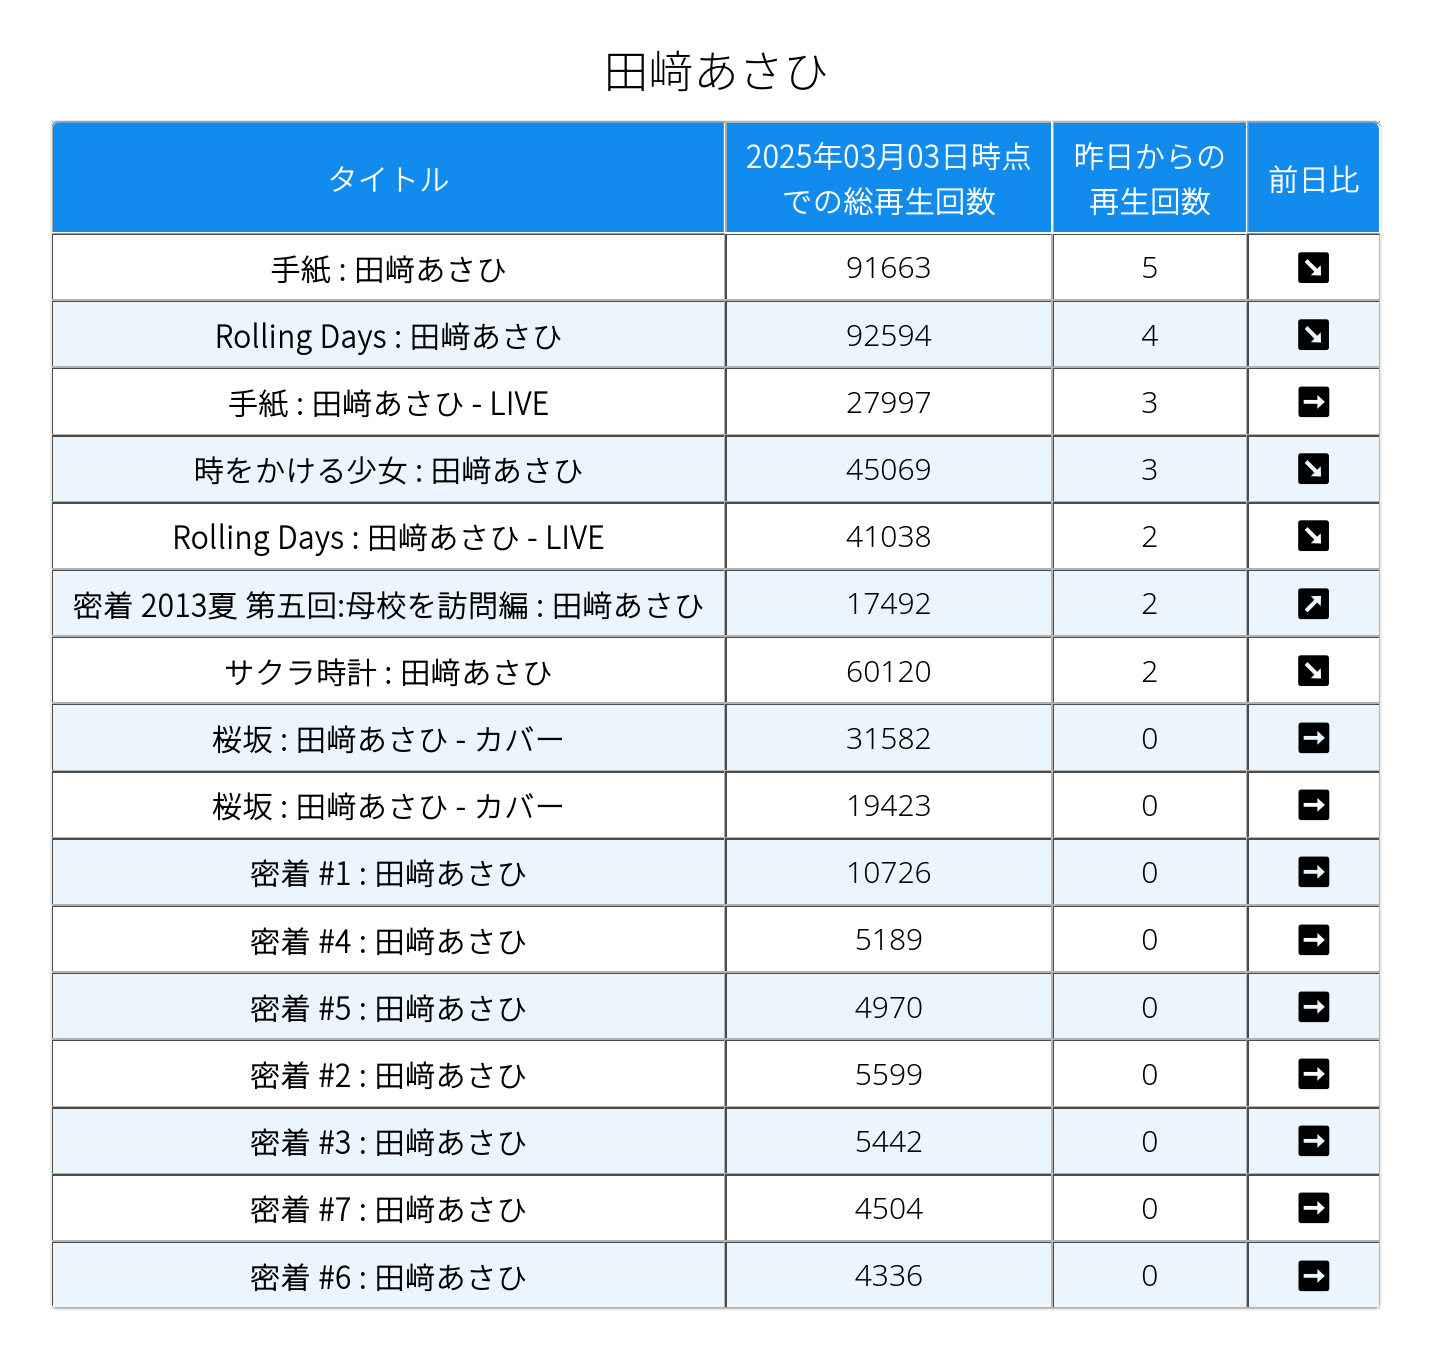 田﨑あさひ
タイトル
2025年03月03日時点
での総再生回数
昨日からの
再生回数
前日比
手紙 : 田﨑あさひ 91663 5 ↘
Rolling Days : 田﨑あさひ 92594 4 ↘
手紙 : 田﨑あさひ - LIVE 27997 3 →
時をかける少女 : 田﨑あさひ 45069 3 ↘
Rolling Days : 田﨑あさひ - LIVE 41038 2 ↘
密着 2013夏 第五回:母校を訪問編 : 田﨑あさひ 17492 2 ↗
サクラ時計 : 田﨑あさひ 60120 2 ↘
桜坂 : 田﨑あさひ - カバー 31582 0 →
桜坂 : 田﨑あさひ - カバー 19423 0 →
密着 #1 : 田﨑あさひ 10726 0 →
密着 #4 : 田﨑あさひ 5189 0 →
密着 #5 : 田﨑あさひ 4970 0 →
密着 #2 : 田﨑あさひ 5599 0 →
密着 #3 : 田﨑あさひ 5442 0 →
密着 #7 : 田﨑あさひ 4504 0 →
密着 #6 : 田﨑あさひ 4336 0 →